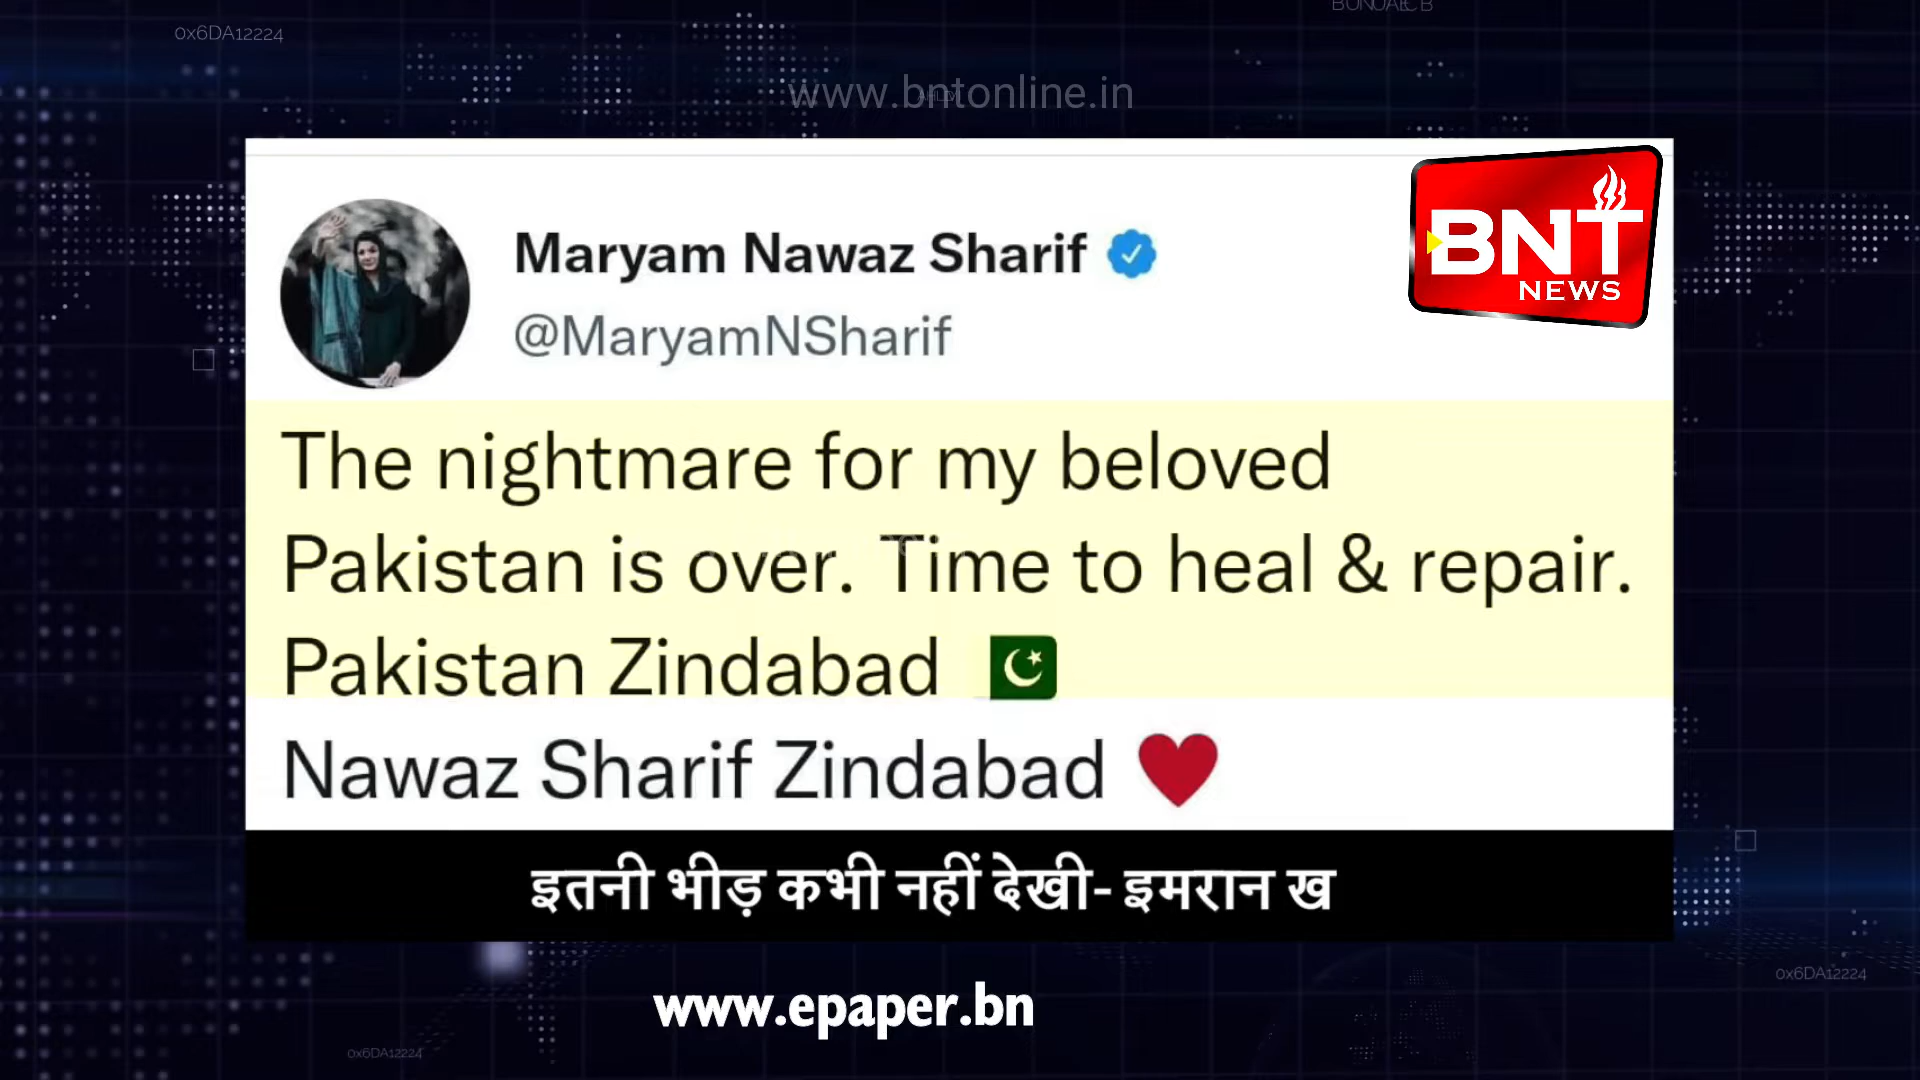 0x6DA12224
www.bntonline.in
BNT
NEWS
Maryam Nawaz Sharif
@MaryamNSharif
The nightmare for my beloved
Pakistan is over. Time to heal & repair.
Pakistan Zindabad
Nawaz Sharif Zindabad
इतनी भीड़ कभी नहीं देखी- इमरान ख
0x6DA12224
www.epaper.bn
0x6DA12224